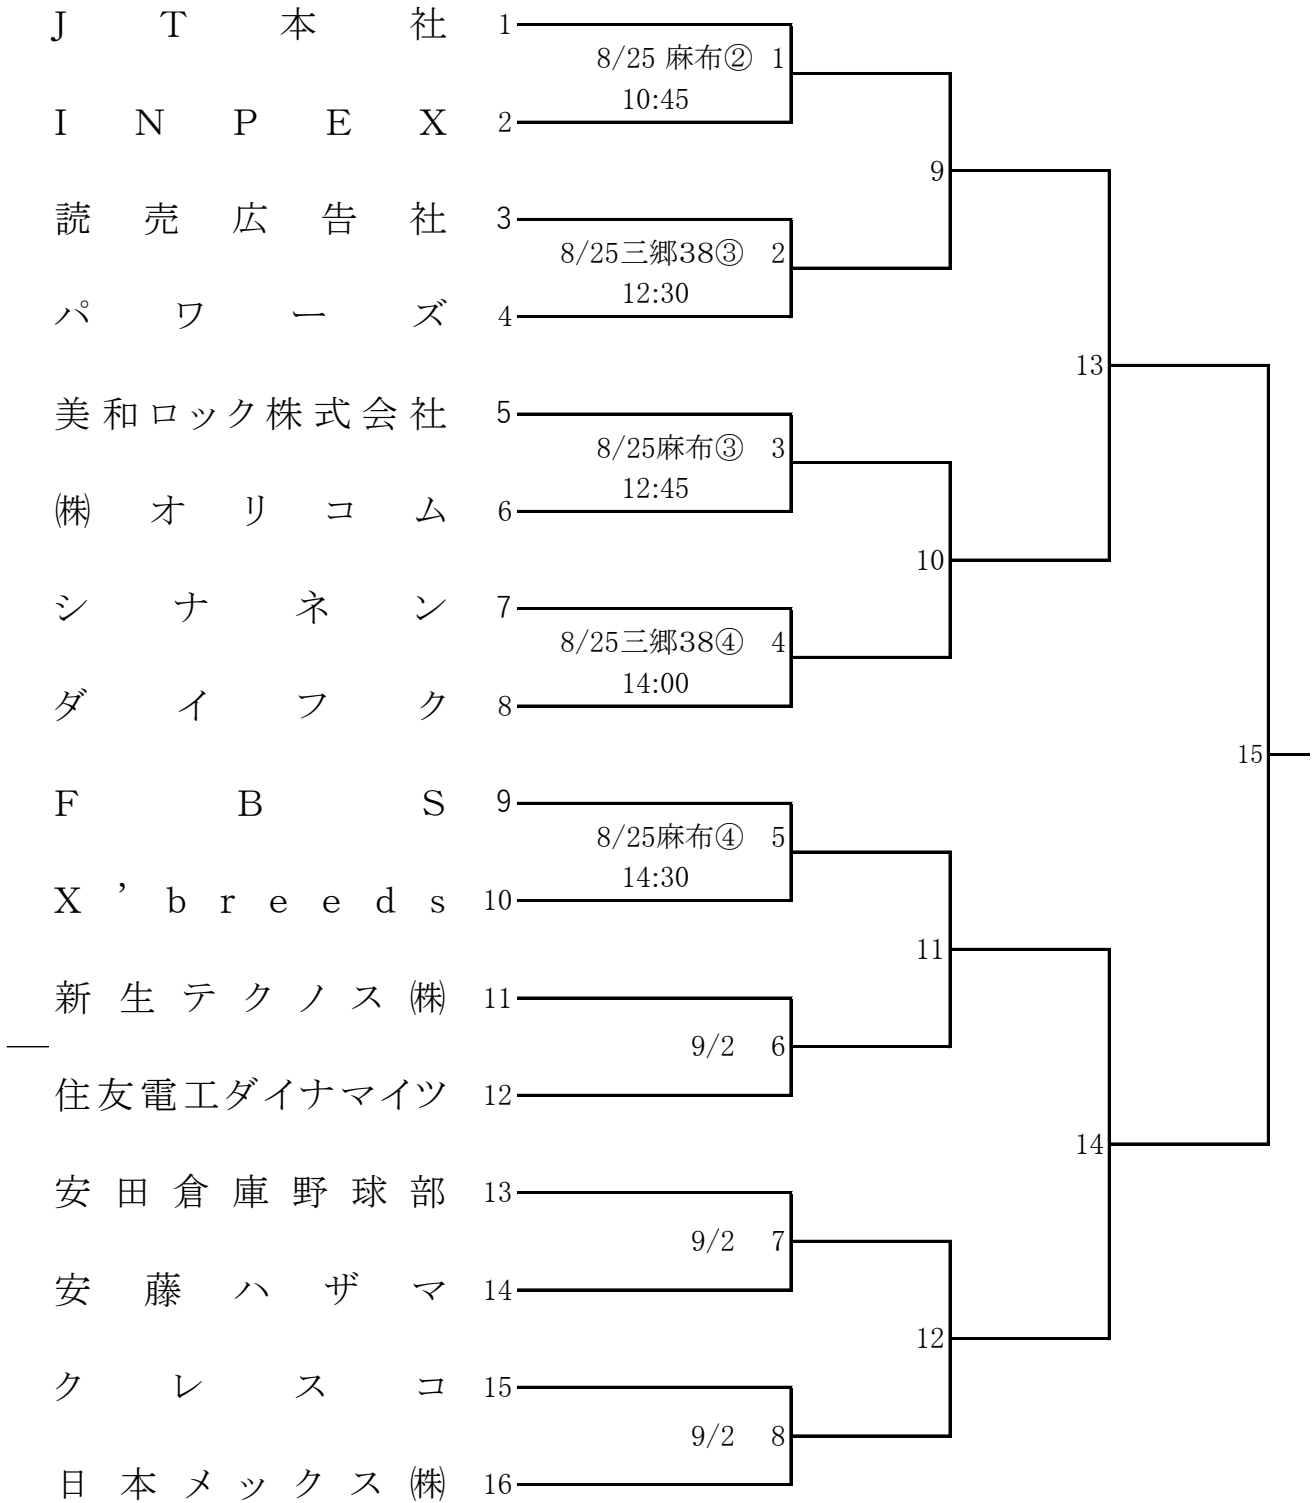 JT本社 1
8/25 麻布② 1
10:45
INPEX 2
9
読売広告社 3
8/25三郷38③ 2
12:30
パワーズ 4
13
美和ロック株式会社 5
8/25麻布③ 3
12:45
㈱オリコム 6
10
シナネン 7
8/25三郷38④ 4
14:00
ダイフク 8
15
FBS 9
8/25麻布④ 5
14:30
X’breeds 10
11
新生テクノス㈱ 11
9/2 6
住友電工ダイナマイツ 12
14
安田倉庫野球部 13
9/2 7
安藤ハザマ 14
12
クレスコ 15
9/2 8
日本メックス㈱ 16